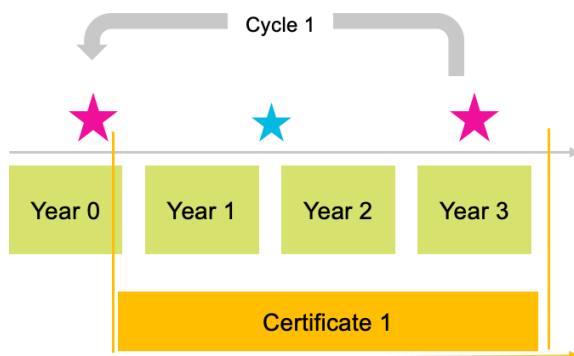 Cycle 1
Year 0
Year 1
Year 2
Year 3
Certificate 1